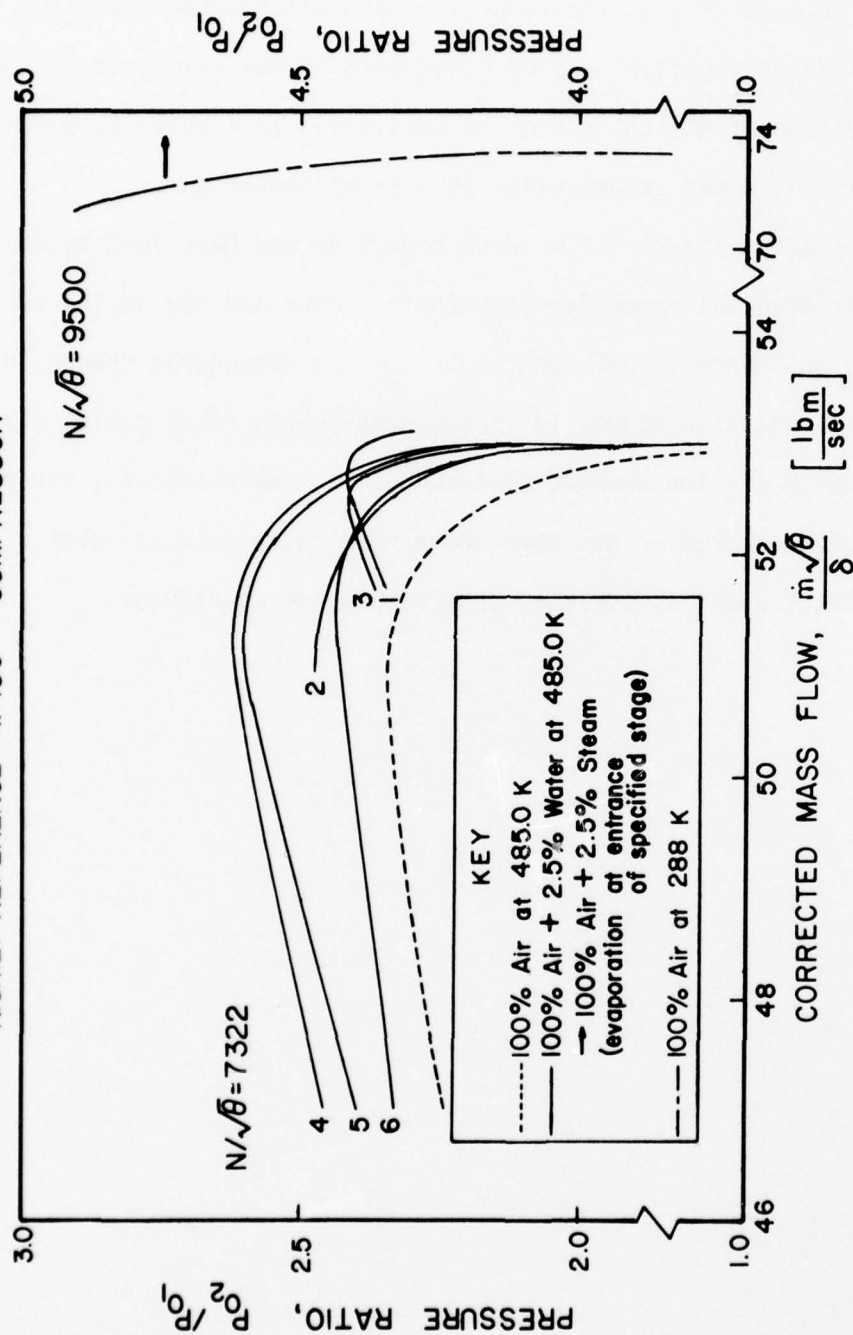 N/√θ = 9500
N/√θ = 7322
PRESSURE RATIO, P02/P01
3.0
2.5
2.0
1.0
PRESSURE RATIO, P02/P01
5.0
4.5
4.0
1.0
4
5
6
2
3
1
KEY
100% Air at 485.0 K
100% Air + 2.5% Water at 485.0 K
→ 100% Air + 2.5% Steam
(evaporation at entrance
of specified stage)
100% Air at 288 K
46 48 50 52 54 70 74
CORRECTED MASS FLOW, ṁ√θ/δ [lbm/sec]